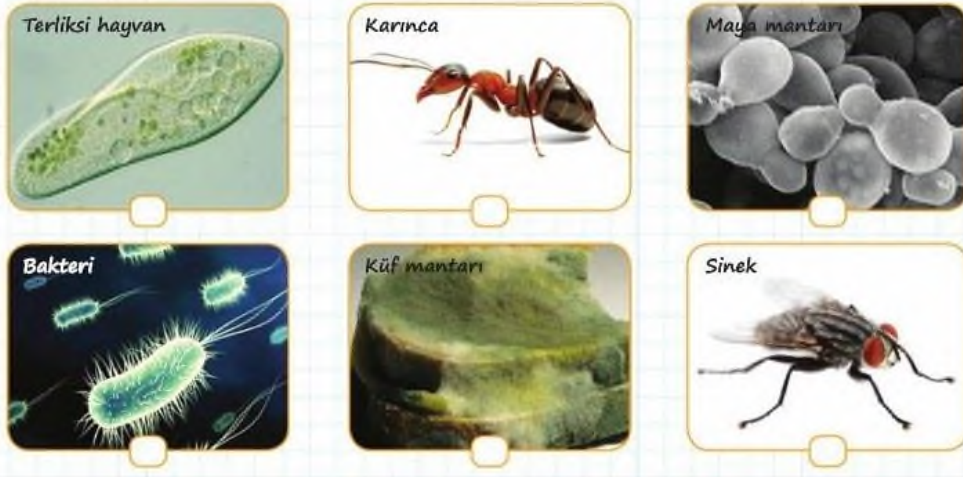 Terliksi hayvan
Karınca
Maya mantarı
Bakteri
Küf mantarı
Sinek